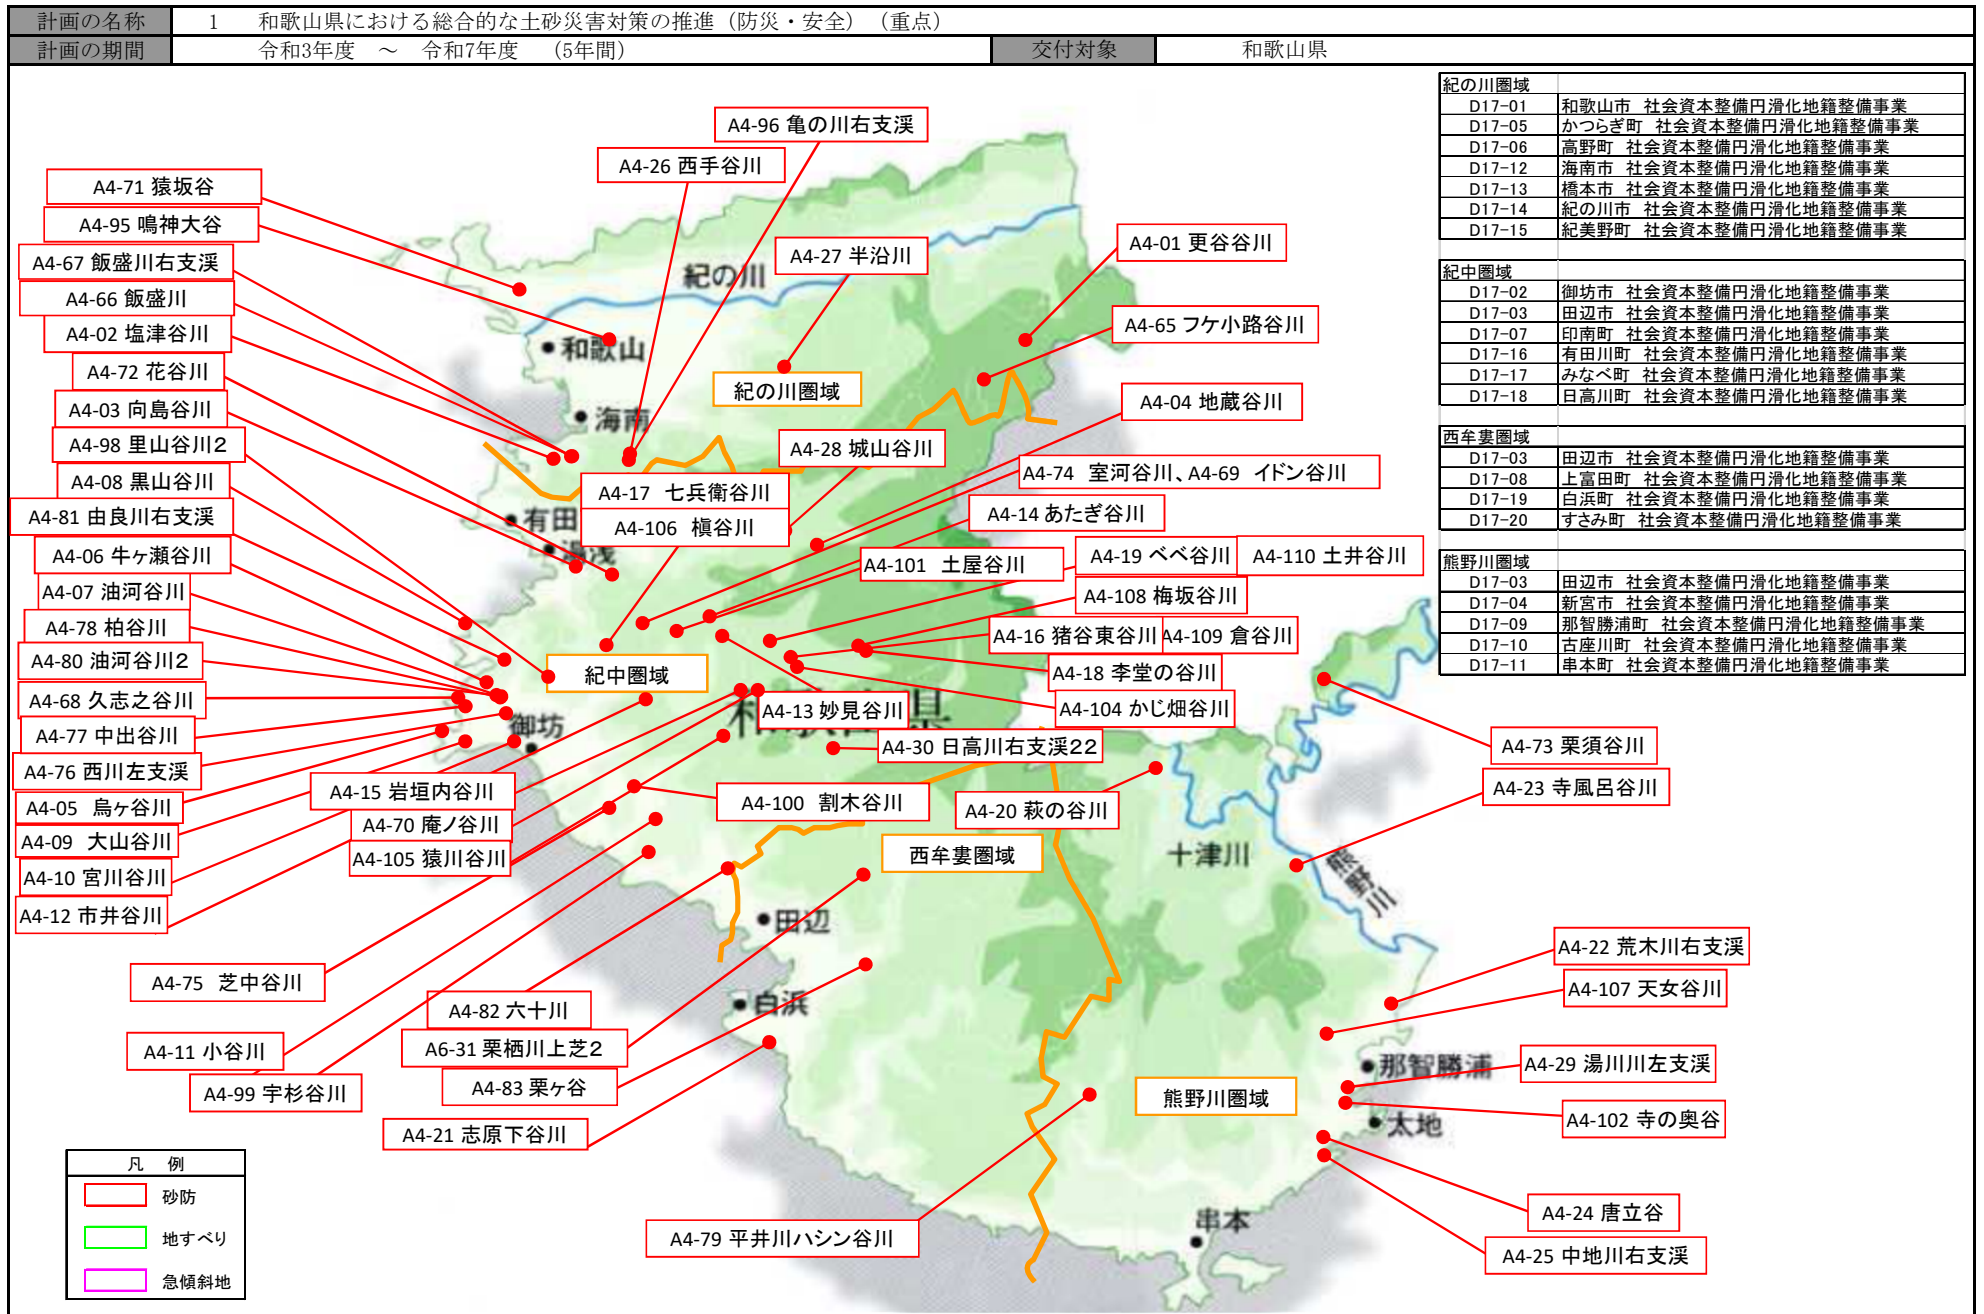 計画の名称 1 和歌山県における総合的な土砂災害対策の推進（防災・安全）（重点）
計画の期間 令和3年度 ～ 令和7年度 （5年間） 交付対象 和歌山県
紀の川圏域
D17-01 和歌山市 社会資本整備円滑化地籍整備事業
D17-05 かつらぎ町 社会資本整備円滑化地籍整備事業
D17-06 高野町 社会資本整備円滑化地籍整備事業
D17-12 海南市 社会資本整備円滑化地籍整備事業
D17-13 橋本市 社会資本整備円滑化地籍整備事業
D17-14 紀の川市 社会資本整備円滑化地籍整備事業
D17-15 紀美野町 社会資本整備円滑化地籍整備事業
紀中圏域
D17-02 御坊市 社会資本整備円滑化地籍整備事業
D17-03 田辺市 社会資本整備円滑化地籍整備事業
D17-07 印南町 社会資本整備円滑化地籍整備事業
D17-16 有田川町 社会資本整備円滑化地籍整備事業
D17-17 みなべ町 社会資本整備円滑化地籍整備事業
D17-18 日高川町 社会資本整備円滑化地籍整備事業
西牟婁圏域
D17-03 田辺市 社会資本整備円滑化地籍整備事業
D17-08 上富田町 社会資本整備円滑化地籍整備事業
D17-19 白浜町 社会資本整備円滑化地籍整備事業
D17-20 すさみ町 社会資本整備円滑化地籍整備事業
熊野川圏域
D17-03 田辺市 社会資本整備円滑化地籍整備事業
D17-04 新宮市 社会資本整備円滑化地籍整備事業
D17-09 那智勝浦町 社会資本整備円滑化地籍整備事業
D17-10 古座川町 社会資本整備円滑化地籍整備事業
D17-11 串本町 社会資本整備円滑化地籍整備事業
A4-96 亀の川右支渓
A4-26 西手谷川
A4-71 猿坂谷
A4-95 鳴神大谷
A4-67 飯盛川右支渓
A4-66 飯盛川
A4-02 塩津谷川
A4-72 花谷川
A4-03 向島谷川
A4-98 里山谷川2
A4-08 黒山谷川
A4-81 由良川右支渓
A4-06 牛ヶ瀬谷川
A4-07 油河谷川
A4-78 柏谷川
A4-80 油河谷川2
A4-68 久志之谷川
A4-77 中出谷川
A4-76 西川左支渓
A4-05 烏ヶ谷川
A4-09 大山谷川
A4-10 宮川谷川
A4-12 市井谷川
A4-27 半沿川
A4-01 更谷谷川
A4-65 フケ小路谷川
A4-04 地蔵谷川
A4-28 城山谷川
A4-74 室河谷川、A4-69 イドン谷川
A4-17 七兵衛谷川
A4-106 槇谷川
A4-14 あたぎ谷川
A4-101 土屋谷川
A4-19 べべ谷川
A4-110 土井谷川
A4-108 梅坂谷川
A4-16 猪谷東谷川
A4-109 倉谷川
A4-18 李堂の谷川
A4-104 かじ畑谷川
A4-13 妙見谷川
A4-30 日高川右支渓22
A4-15 岩垣内谷川
A4-100 割木谷川
A4-70 庵ノ谷川
A4-105 猿川谷川
A4-20 萩の谷川
A4-73 栗須谷川
A4-23 寺風呂谷川
A4-75 芝中谷川
A4-11 小谷川
A4-99 宇杉谷川
A4-82 六十川
A6-31 栗栖川上芝2
A4-83 栗ヶ谷
A4-21 志原下谷川
A4-22 荒木川右支渓
A4-107 天女谷川
A4-29 湯川川左支渓
A4-102 寺の奥谷
A4-24 唐立谷
A4-25 中地川右支渓
A4-79 平井川ハシン谷川
紀の川
和歌山
紀の川圏域
海南
有田
湯浅
紀中圏域
御坊
和歌山県
西牟婁圏域
十津川
熊野川
田辺
白浜
那智勝浦
熊野川圏域
太地
串本
凡 例
砂防
地すべり
急傾斜地